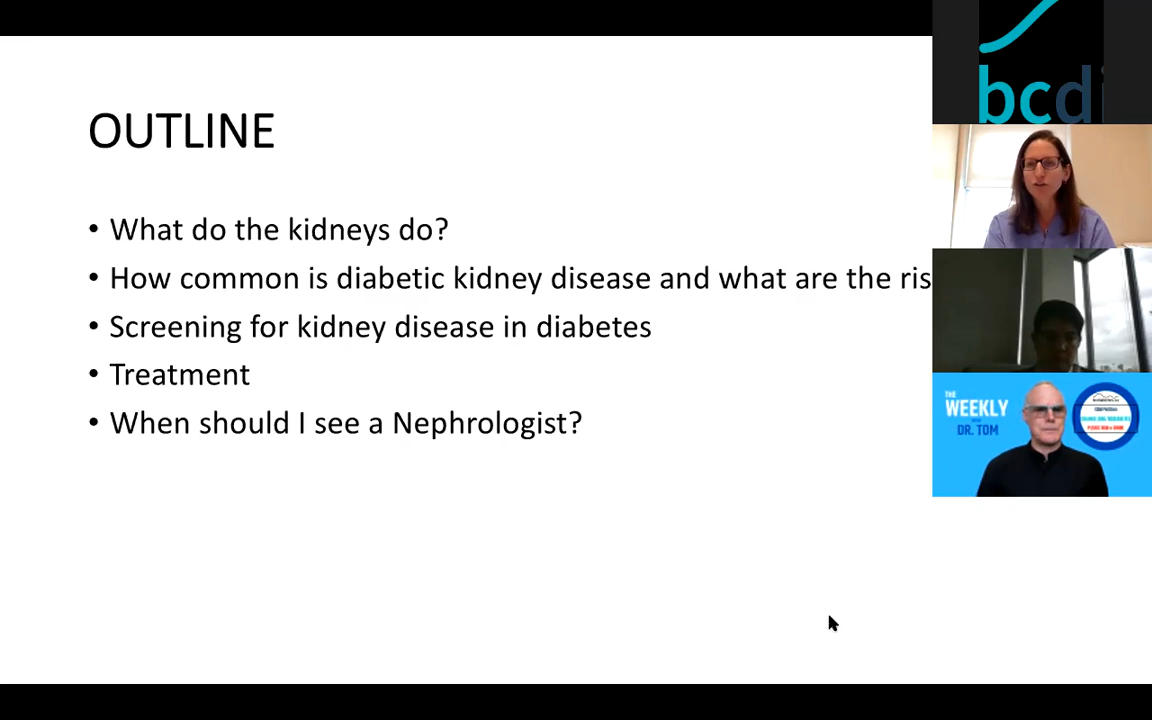 OUTLINE
• What do the kidneys do?
• How common is diabetic kidney disease and what are the ris
• Screening for kidney disease in diabetes
• Treatment
• When should I see a Nephrologist?
bcdi
THE
WEEKLY
DR. TOM